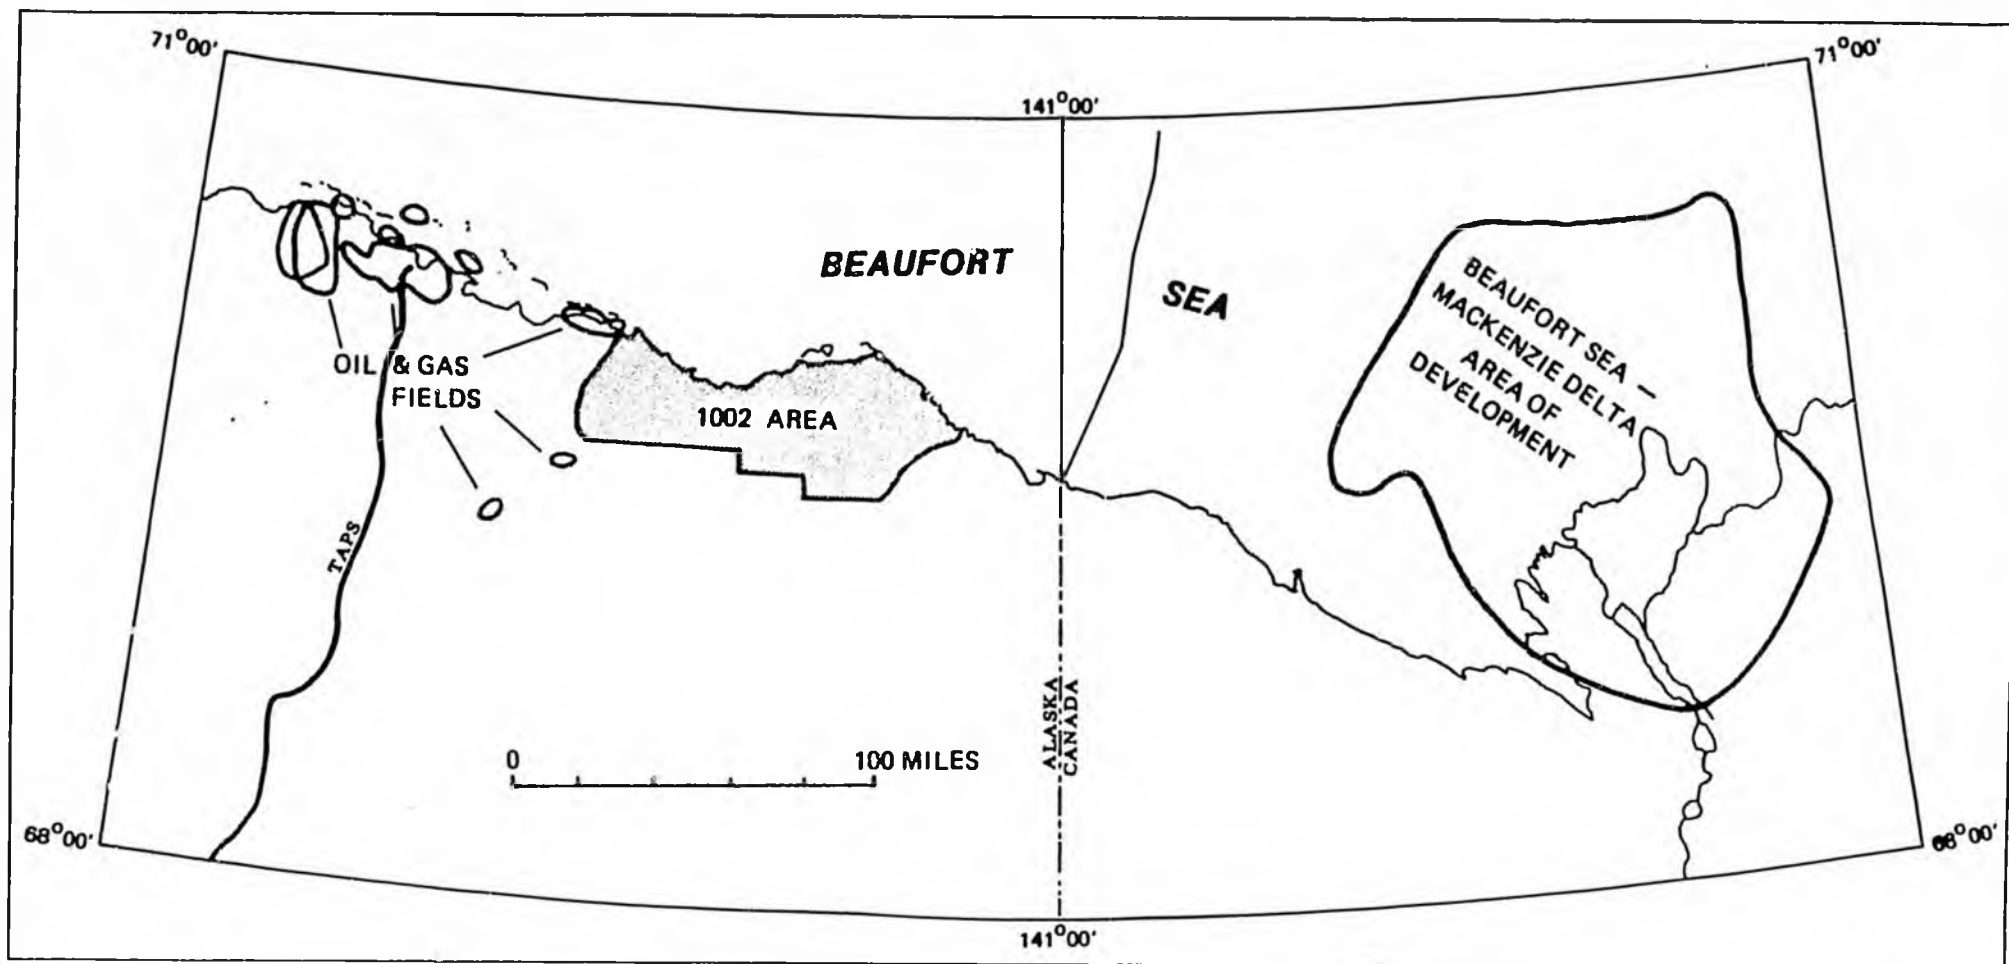 71°00'
71°00'
141°00'
BEAUFORT
SEA
BEAUFORT SEA —
MACKENZIE DELTA
AREA OF
DEVELOPMENT
OIL & GAS
FIELDS
1002 AREA
TAPS
0 100 MILES
ALASKA
CANADA
68°00'
68°00'
141°00'